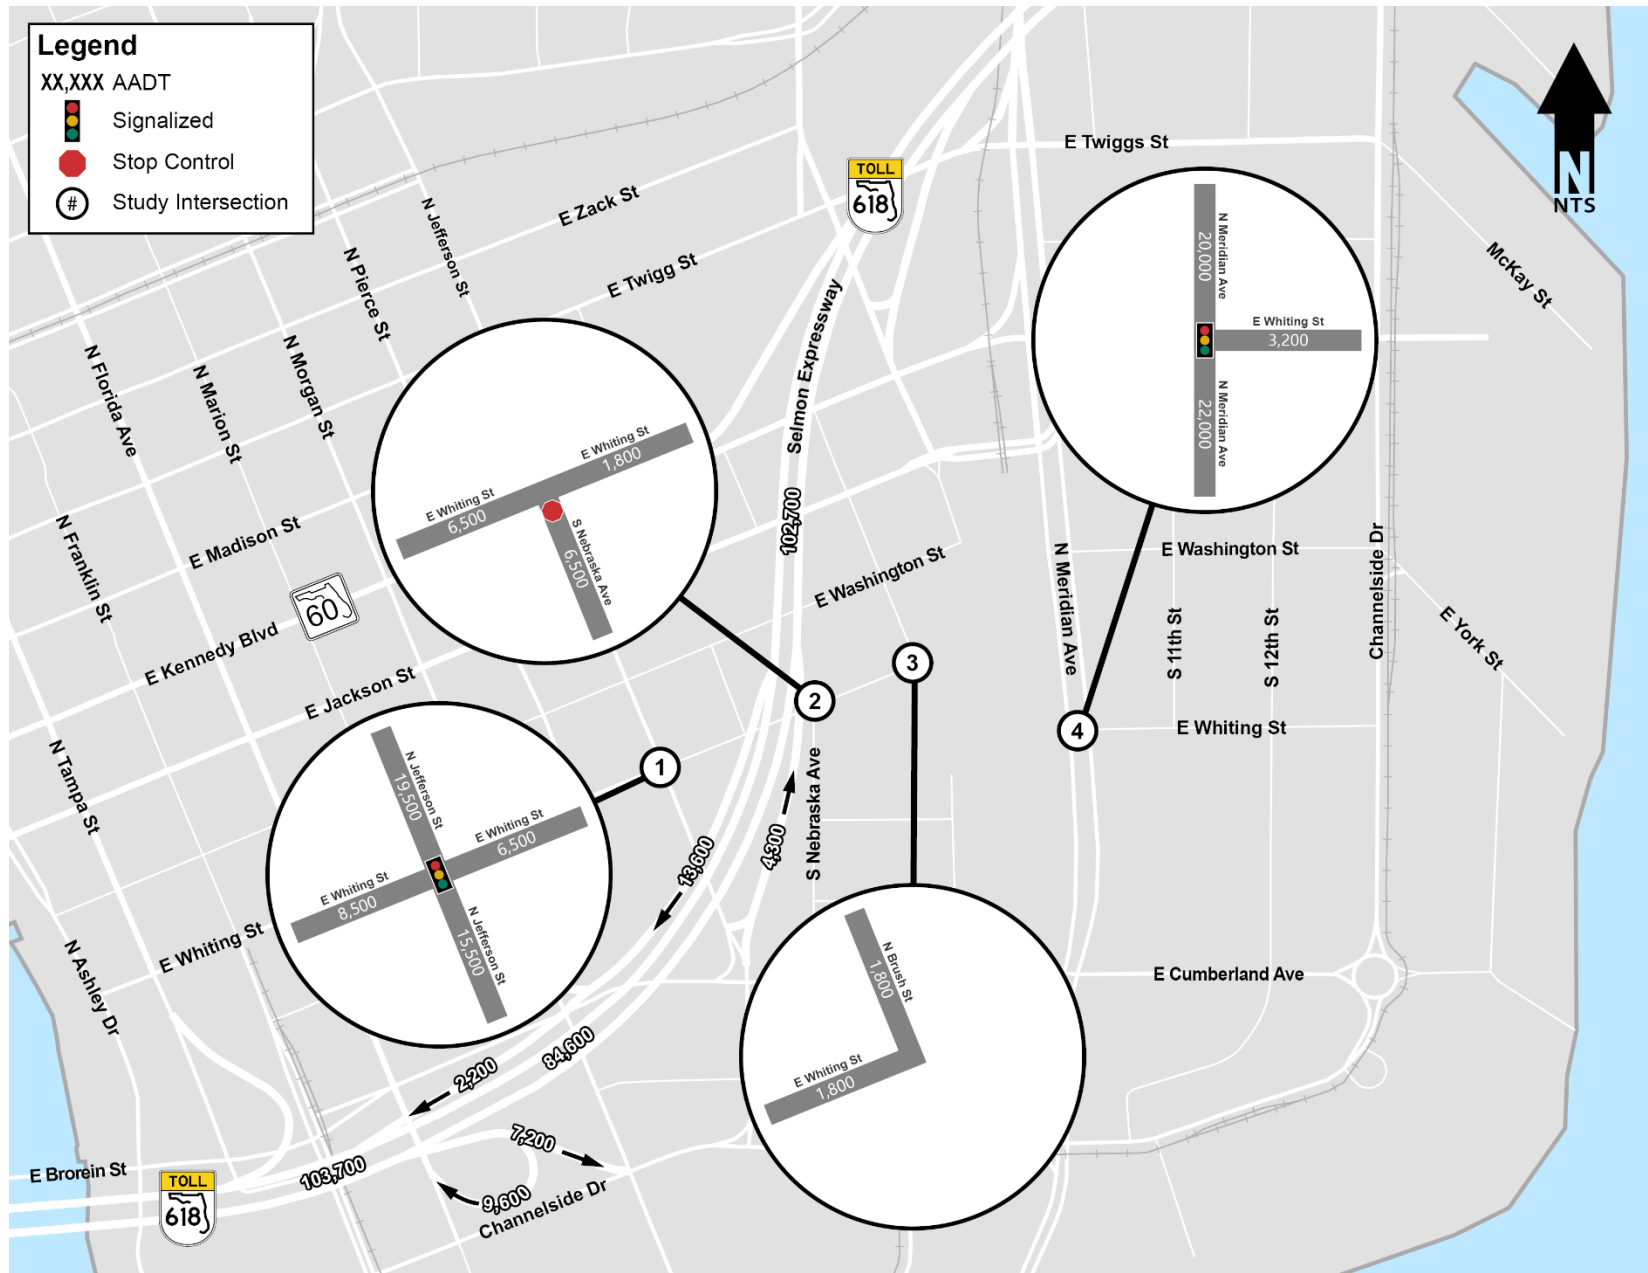 Legend
XX,XXX AADT
Signalized
Stop Control
# Study Intersection
N
NTS
TOLL
618
E Twiggs St
E Zack St
E Twigg St
N Jefferson St
N Pierce St
N Morgan St
N Marion St
N Florida Ave
N Franklin St
N Tampa St
N Ashley Dr
McKay St
Selmon Expressway
102,700
N Meridian Ave
20,000
E Whiting St
3,200
N Meridian Ave
22,000
E Whiting St
1,800
E Whiting St
6,500
S Nebraska Ave
6,500
E Madison St
60
E Kennedy Blvd
E Jackson St
E Washington St
E Washington St
N Meridian Ave
S 11th St
S 12th St
Channelside Dr
E York St
E Whiting St
1
2
3
4
N Jefferson St
19,500
E Whiting St
6,500
E Whiting St
8,500
N Jefferson St
15,500
S Nebraska Ave
13,600
4,300
E Whiting St
N Brush St
1,800
E Whiting St
1,800
E Cumberland Ave
84,600
2,200
7,200
9,600
103,700
E Brorein St
Channelside Dr
TOLL
618